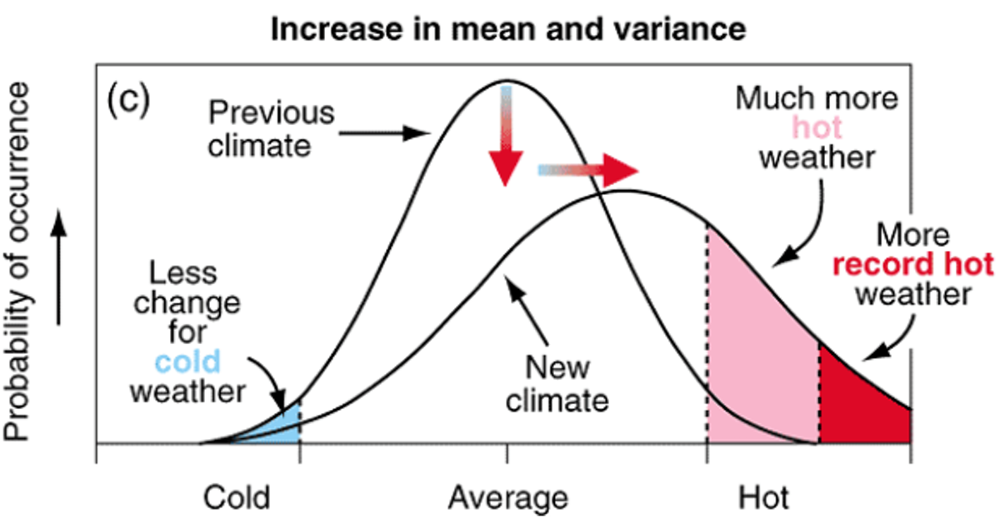 Increase in mean and variance
(c)
Probability of occurrence
Previous
climate
Much more
hot
weather
More
record hot
weather
Less
change
for
cold
weather
New
climate
Cold
Average
Hot